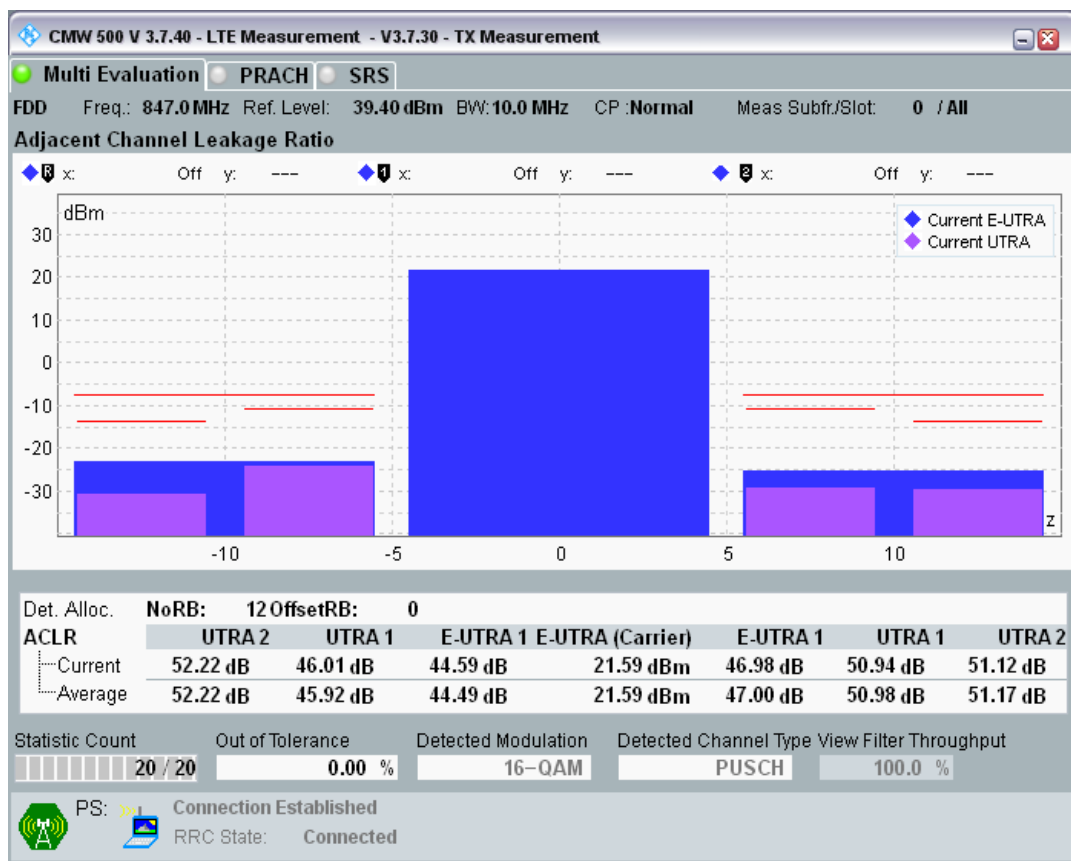 CMW 500 V 3.7.40 - LTE Measurement - V3.7.30 - TX Measurement
Multi Evaluation PRACH SRS
FDD Freq.: 847.0 MHz Ref. Level: 39.40 dBm BW: 10.0 MHz CP :Normal Meas Subfr./Slot: 0 / All
Adjacent Channel Leakage Ratio
R x: Off y: --- 1 x: Off y: --- 2 x: Off y: ---
dBm
Current E-UTRA
Current UTRA
30
20
10
0
-10
-20
-30
z
-10 -5 0 5 10
Det. Alloc. NoRB: 12 OffsetRB: 0
ACLR UTRA 2 UTRA 1 E-UTRA 1 E-UTRA (Carrier) E-UTRA 1 UTRA 1 UTRA 2
Current 52.22 dB 46.01 dB 44.59 dB 21.59 dBm 46.98 dB 50.94 dB 51.12 dB
Average 52.22 dB 45.92 dB 44.49 dB 21.59 dBm 47.00 dB 50.98 dB 51.17 dB
Statistic Count Out of Tolerance Detected Modulation Detected Channel Type View Filter Throughput
20 / 20 0.00 % 16-QAM PUSCH 100.0 %
PS: Connection Established
RRC State: Connected